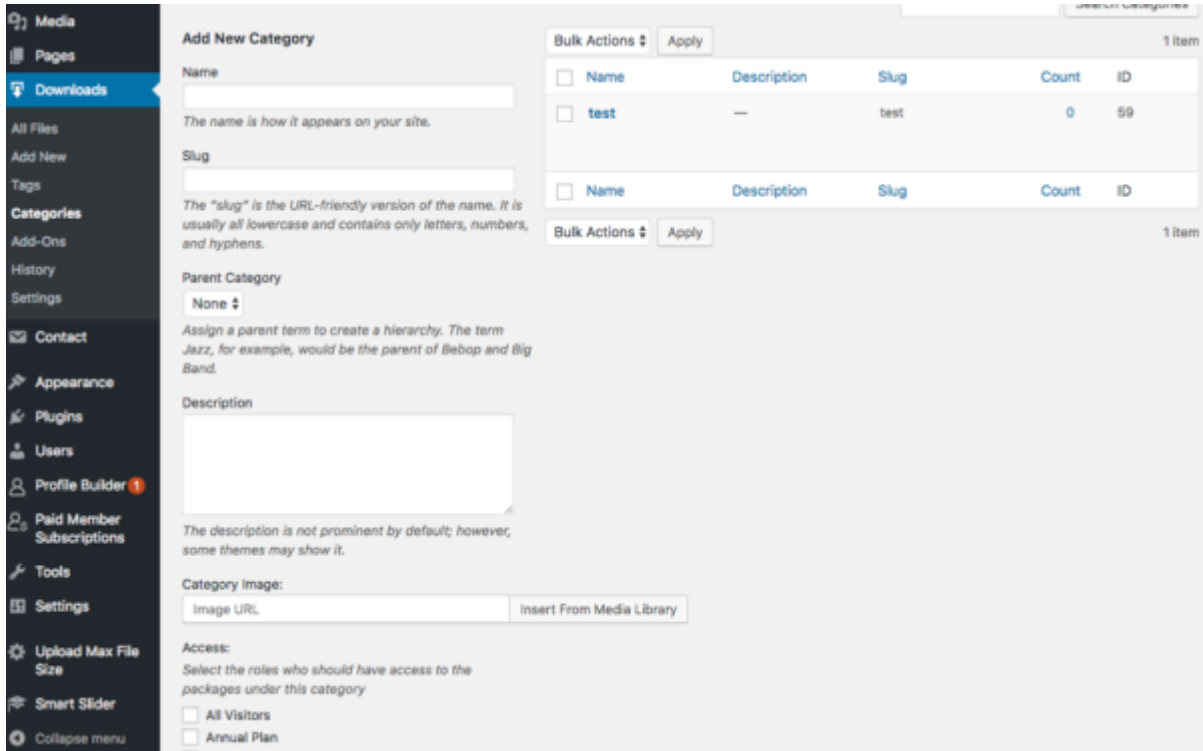 Media
Pages
Downloads
All Files
Add New
Tags
Categories
Add-Ons
History
Settings
Contact
Appearance
Plugins
Users
Profile Builder 1
Paid Member
Subscriptions
Tools
Settings
Upload Max File
Size
Smart Slider
Collapse menu
Add New Category
Name
The name is how it appears on your site.
Slug
The "slug" is the URL-friendly version of the name. It is
usually all lowercase and contains only letters, numbers,
and hyphens.
Parent Category
None
Assign a parent term to create a hierarchy. The term
Jazz, for example, would be the parent of Bebop and Big
Band.
Description
The description is not prominent by default; however,
some themes may show it.
Category Image:
Image URL Insert From Media Library
Access:
Select the roles who should have access to the
packages under this category
All Visitors
Annual Plan
Search Categories
Bulk Actions Apply 1 item
Name Description Slug Count ID
test — test 0 59
Name Description Slug Count ID
Bulk Actions Apply 1 item